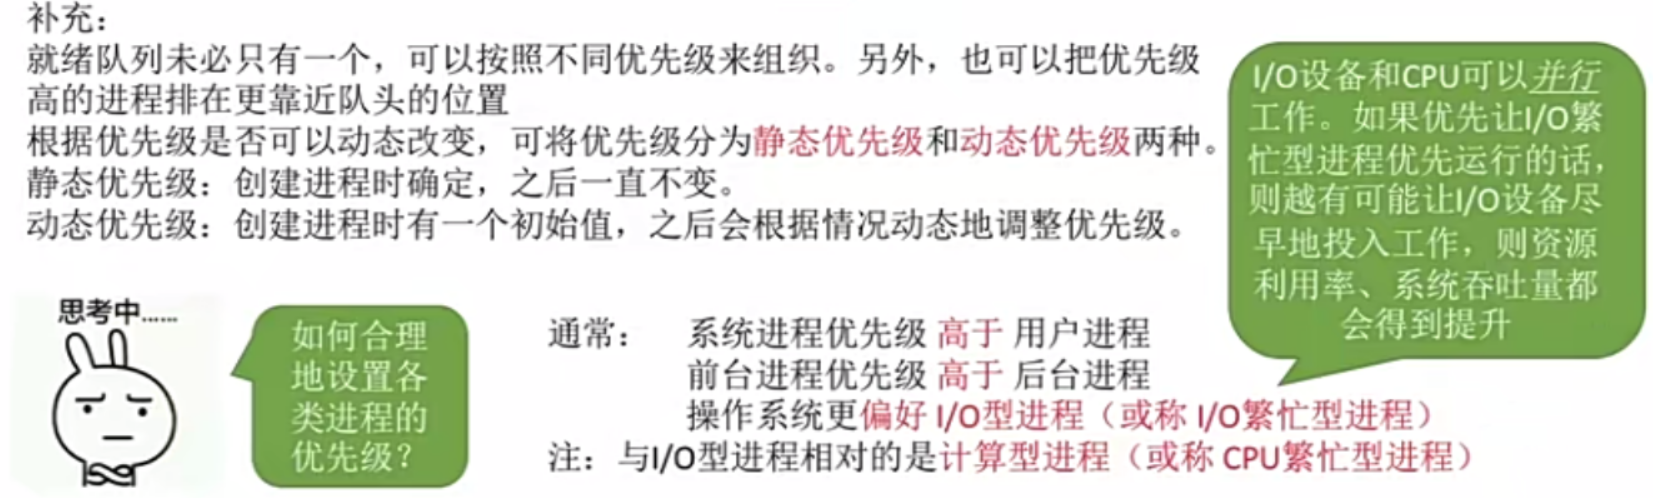 补充：
就绪队列未必只有一个，可以按照不同优先级来组织。另外，也可以把优先级
高的进程排在更靠近队头的位置
根据优先级是否可以动态改变，可将优先级分为静态优先级和动态优先级两种。
静态优先级：创建进程时确定，之后一直不变。
动态优先级：创建进程时有一个初始值，之后会根据情况动态地调整优先级。
I/O设备和CPU可以并行
工作。如果优先让I/O繁
忙型进程优先运行的话，
则越有可能让I/O设备尽
早地投入工作，则资源
利用率、系统吞吐量都
会得到提升
思考中......
如何合理
地设置各
类进程的
优先级？
通常： 系统进程优先级 高于 用户进程
前台进程优先级 高于 后台进程
操作系统更偏好 I/O型进程（或称 I/O繁忙型进程）
注：与I/O型进程相对的是计算型进程（或称 CPU繁忙型进程）